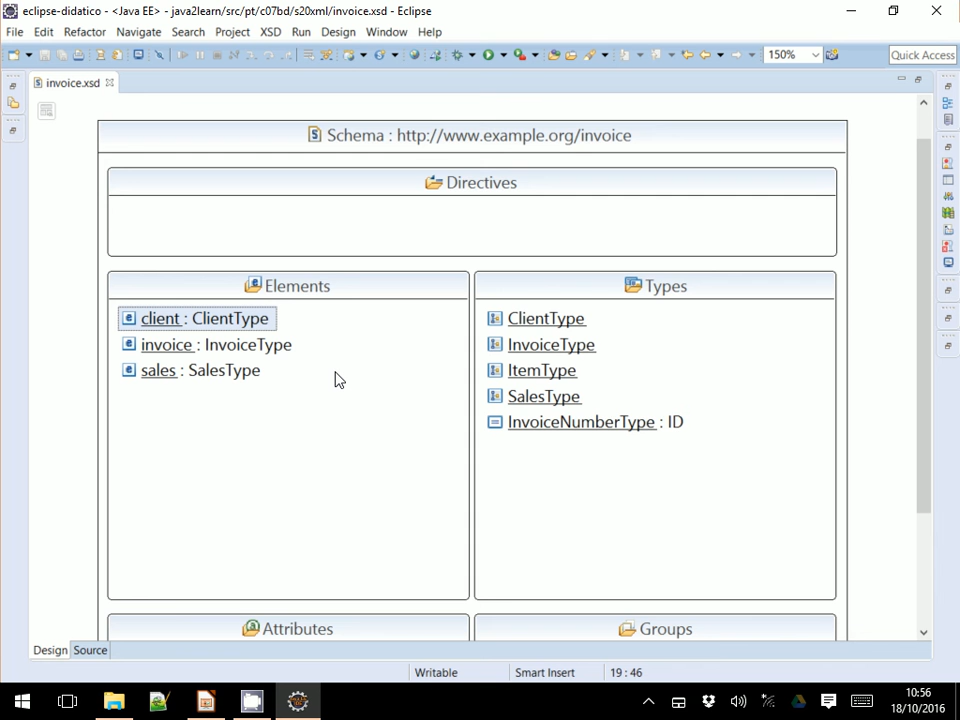 eclipse-didatico - <Java EE> - java2learn/src/pt/c07bd/s20xml/invoice.xsd - Eclipse
File Edit Refactor Navigate Search Project XSD Run Design Window Help
150% Quick Access
invoice.xsd
Schema : http://www.example.org/invoice
Directives
Elements
client : ClientType
invoice : InvoiceType
sales : SalesType
Types
ClientType
InvoiceType
ItemType
SalesType
InvoiceNumberType : ID
Attributes
Groups
Design Source
Writable Smart Insert 19 : 46
10:56
18/10/2016